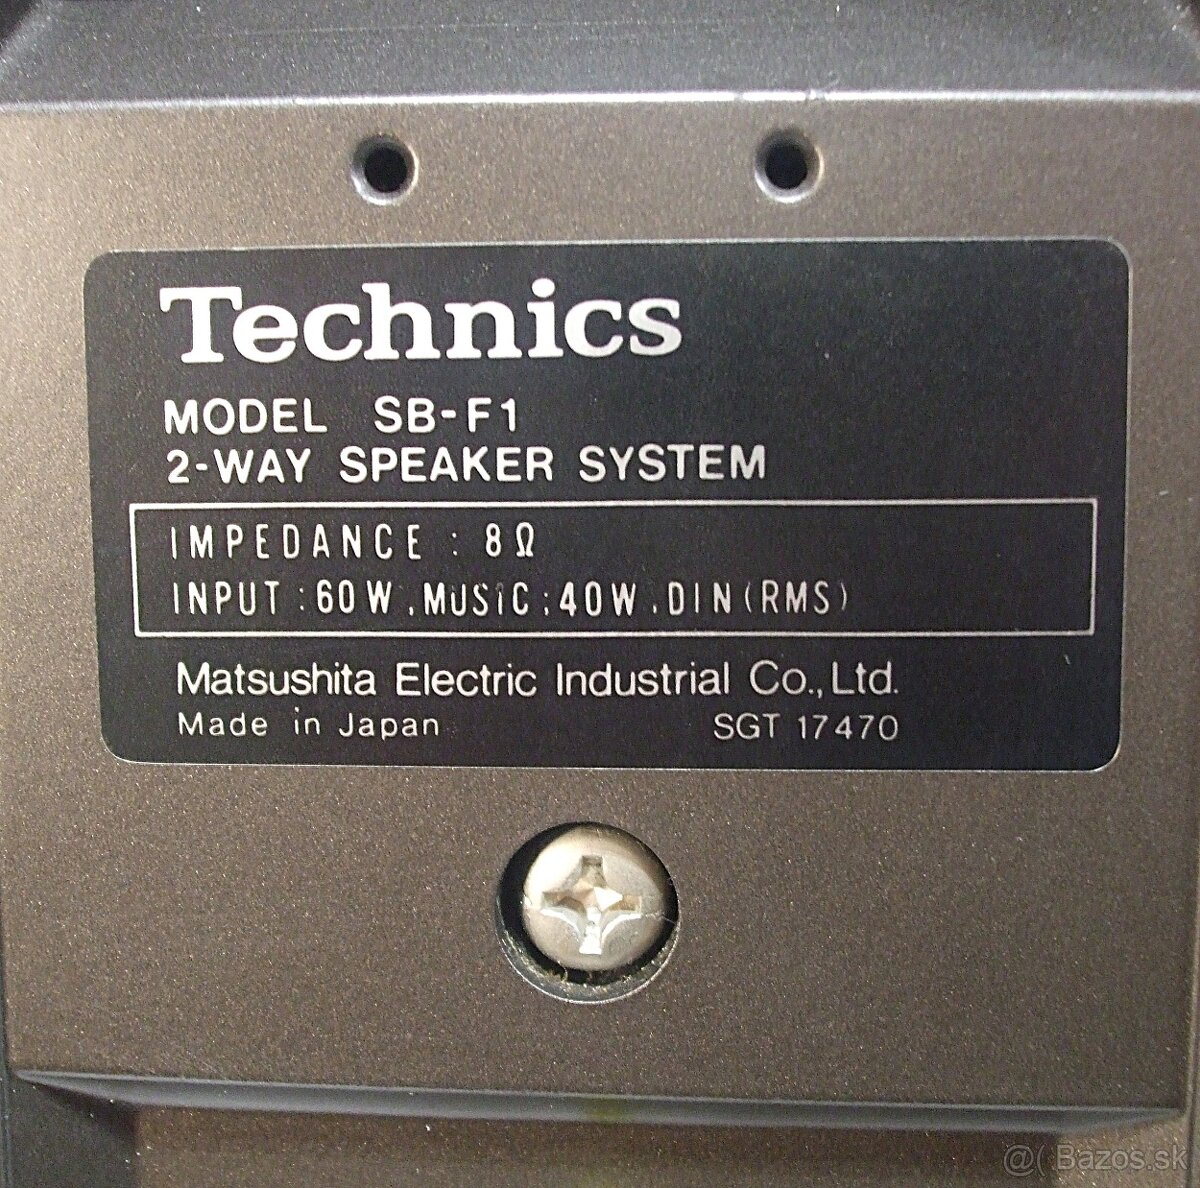 Technics
MODEL SB-F1
2-WAY SPEAKER SYSTEM
IMPEDANCE : 8Ω
INPUT : 60W, MUSIC : 40W, DIN (RMS)
Matsushita Electric Industrial Co., Ltd.
Made in Japan SGT 17470
@( Bazos.sk